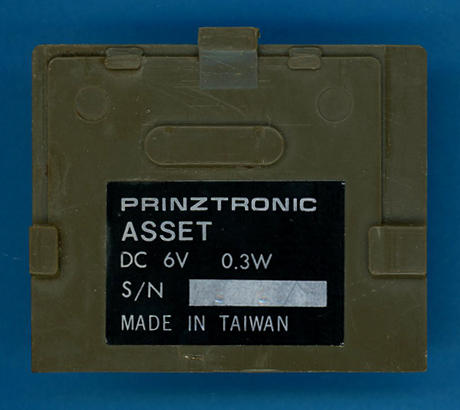 PRINZTRONIC
ASSET
DC 6V 0.3W
S/N
MADE IN TAIWAN